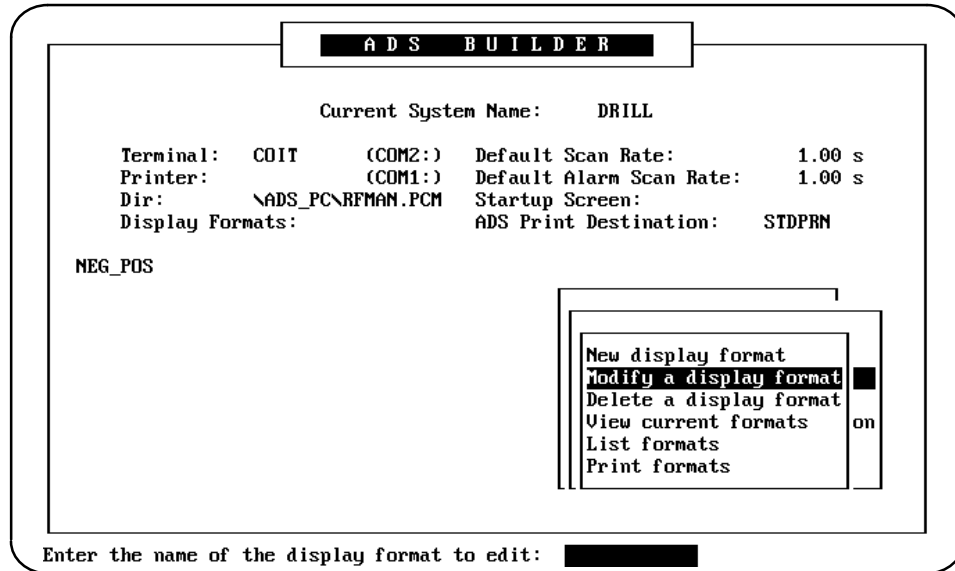 ADS BUILDER
Current System Name: DRILL
Terminal: COIT (COM2:) Default Scan Rate: 1.00 s
Printer: (COM1:) Default Alarm Scan Rate: 1.00 s
Dir: \ADS_PC\RFMAN.PCM Startup Screen:
Display Formats: ADS Print Destination: STDPRN
NEG_POS
New display format
Modify a display format
Delete a display format
View current formats on
List formats
Print formats
Enter the name of the display format to edit: